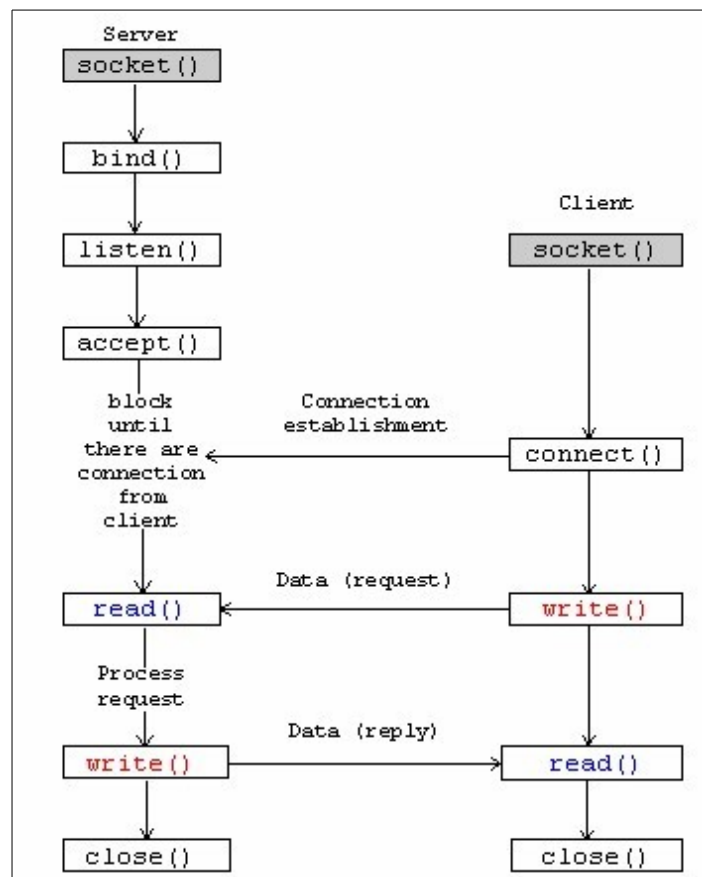 Server
socket()
bind()
listen()
accept()
block
until
there are
connection
from
client
read()
Process
request
write()
close()
Connection
establishment
Data (request)
Data (reply)
Client
socket()
connect()
write()
read()
close()